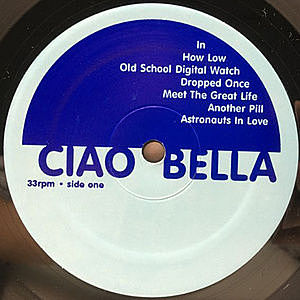 In
How Low
Old School Digital Watch
Dropped Once
Meet The Great Life
Another Pill
Astronauts In Love
CIAO BELLA
33rpm • side one